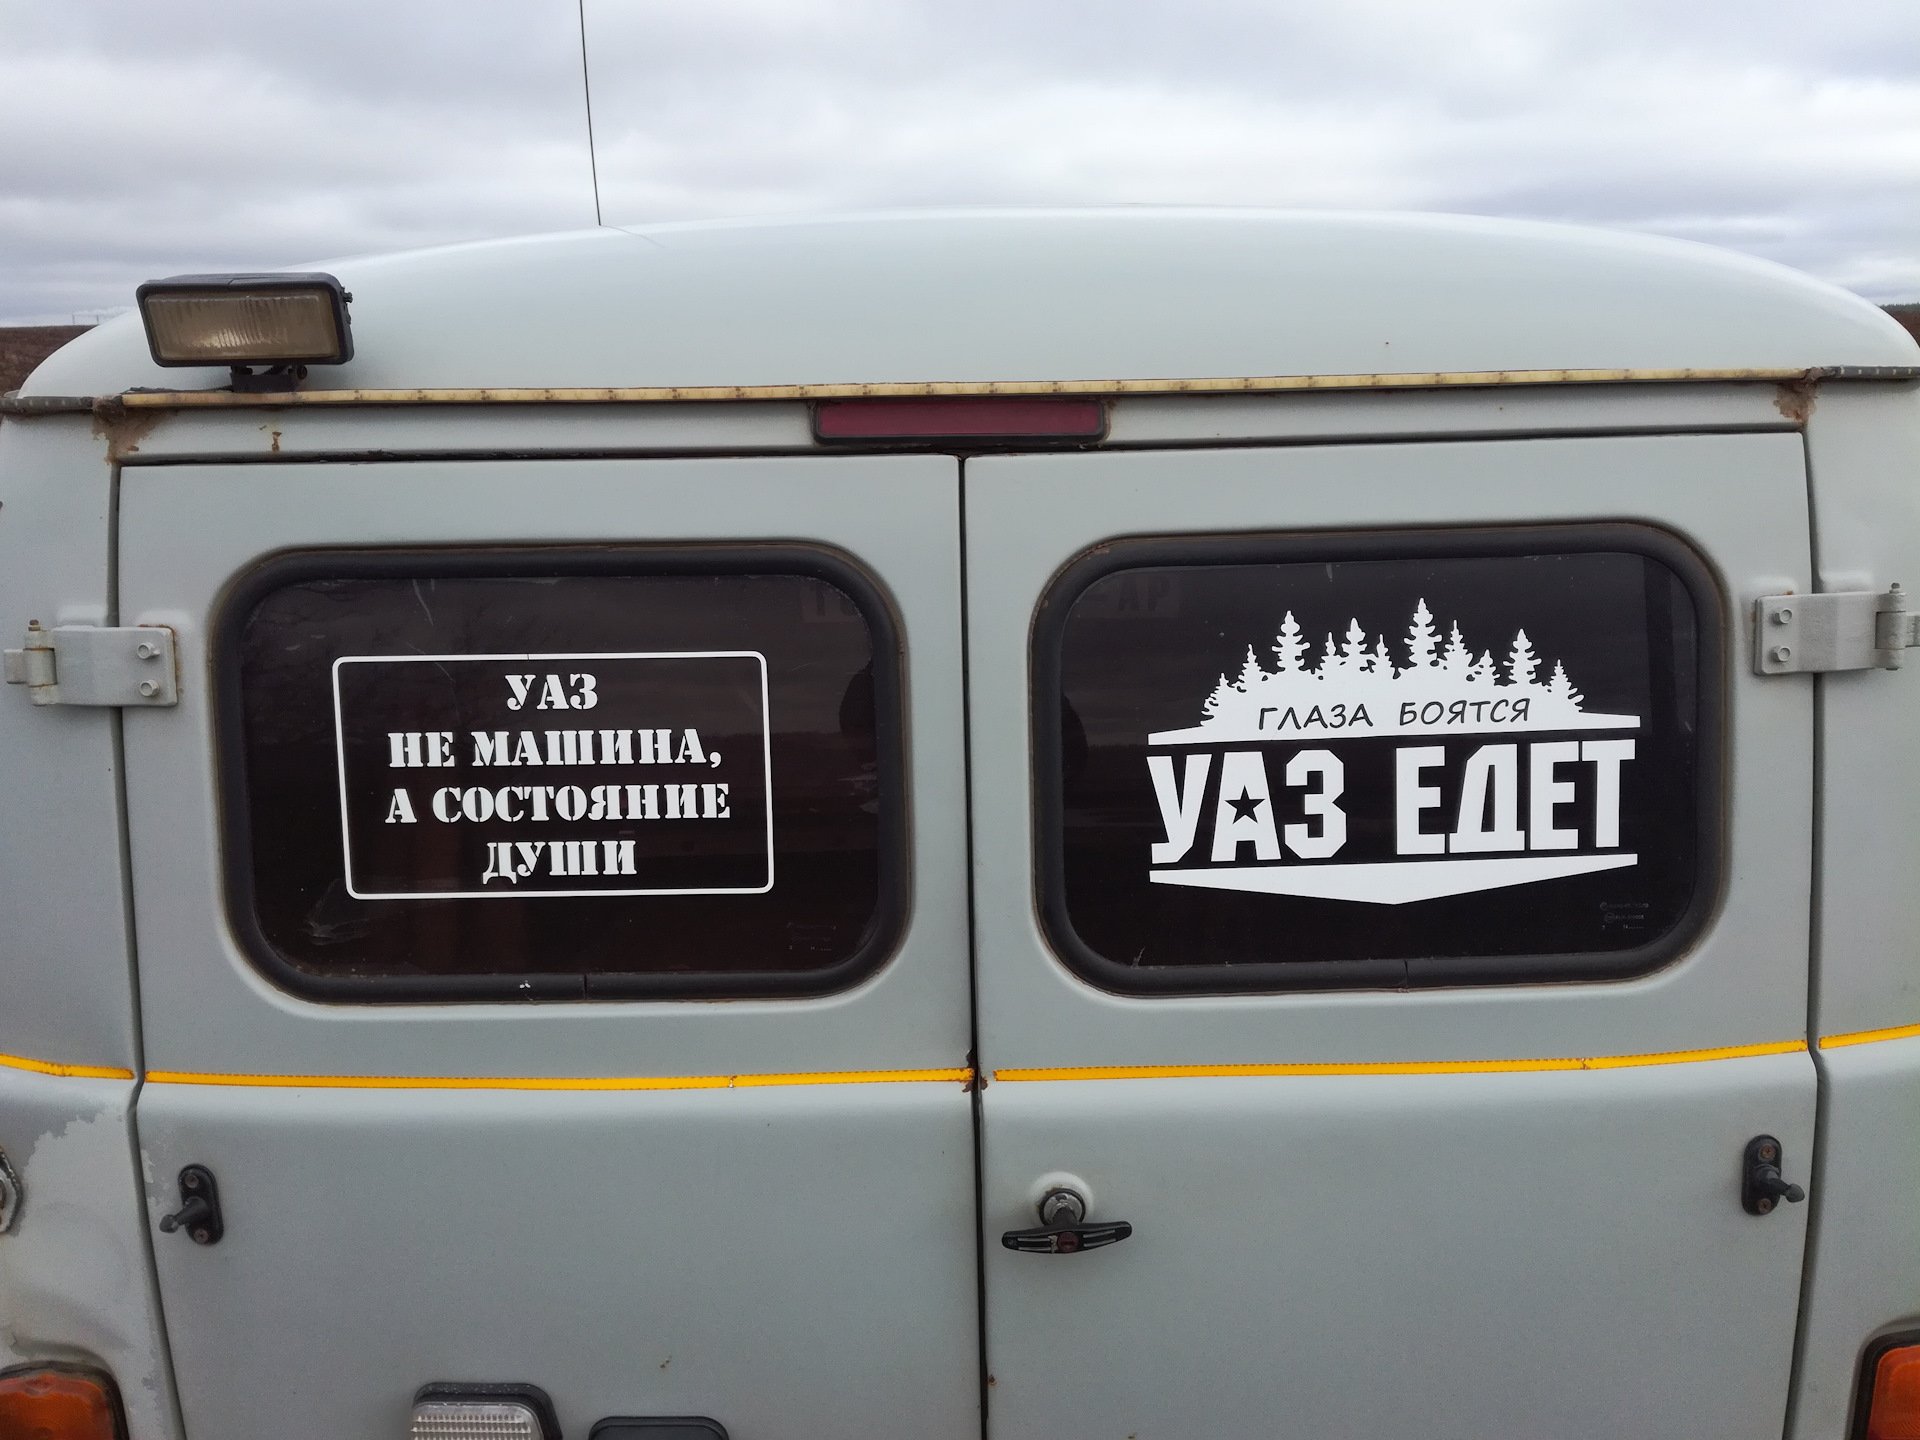 УАЗ
НЕ МАШИНА,
А СОСТОЯНИЕ
ДУШИ
ГЛАЗА БОЯТСЯ
УАЗ ЕДЕТ